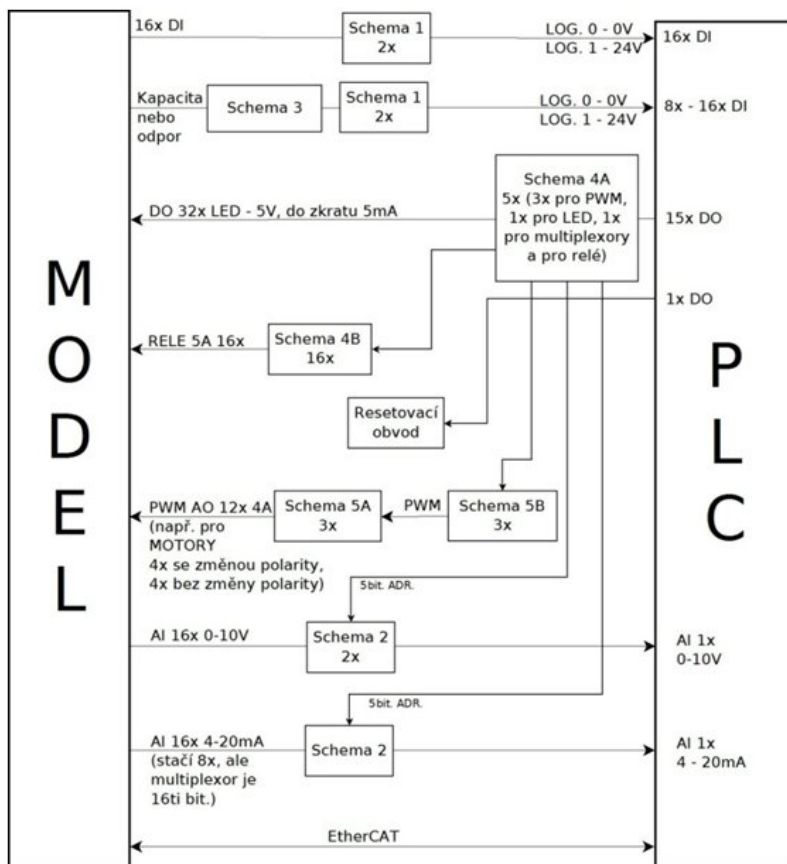 16x DI
Schema 1
2x
LOG. 0 - 0V
LOG. 1 - 24V
16x DI
Kapacita
nebo
odpor
Schema 3
Schema 1
2x
LOG. 0 - 0V
LOG. 1 - 24V
8x - 16x DI
Schema 4A
5x (3x pro PWM,
1x pro LED, 1x
pro multiplexory
a pro relé)
DO 32x LED - 5V, do zkratu 5mA
15x DO
1x DO
MODEL
PLC
RELE 5A 16x
Schema 4B
16x
Resetovací
obvod
PWM AO 12x 4A
(např. pro
MOTORY
4x se změnou polarity,
4x bez změny polarity)
Schema 5A
3x
PWM
Schema 5B
3x
5bit. ADR.
AI 16x 0-10V
Schema 2
2x
AI 1x
0-10V
5bit. ADR.
AI 16x 4-20mA
(stačí 8x, ale
multiplexor je
16ti bit.)
Schema 2
AI 1x
4 - 20mA
EtherCAT